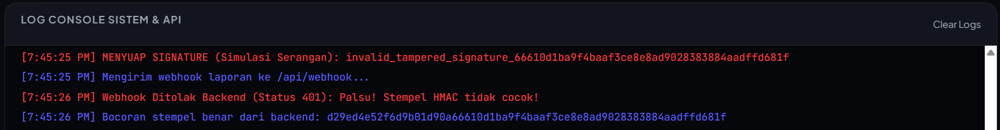 LOG CONSOLE SISTEM & API
Clear Logs
[7:45:25 PM] MENYUAP SIGNATURE (Simulasi Serangan): invalid_tampered_signature_66610d1ba9f4baaf3ce8e8ad9028383884aadffd681f
[7:45:25 PM] Mengirim webhook laporan ke /api/webhook...
[7:45:26 PM] Webhook Ditolak Backend (Status 401): Palsu! Stempel HMAC tidak cocok!
[7:45:26 PM] Bocoran stempel benar dari backend: d29ed4e52f6d9b01d90a66610d1ba9f4baaf3ce8e8ad9028383884aadffd681f